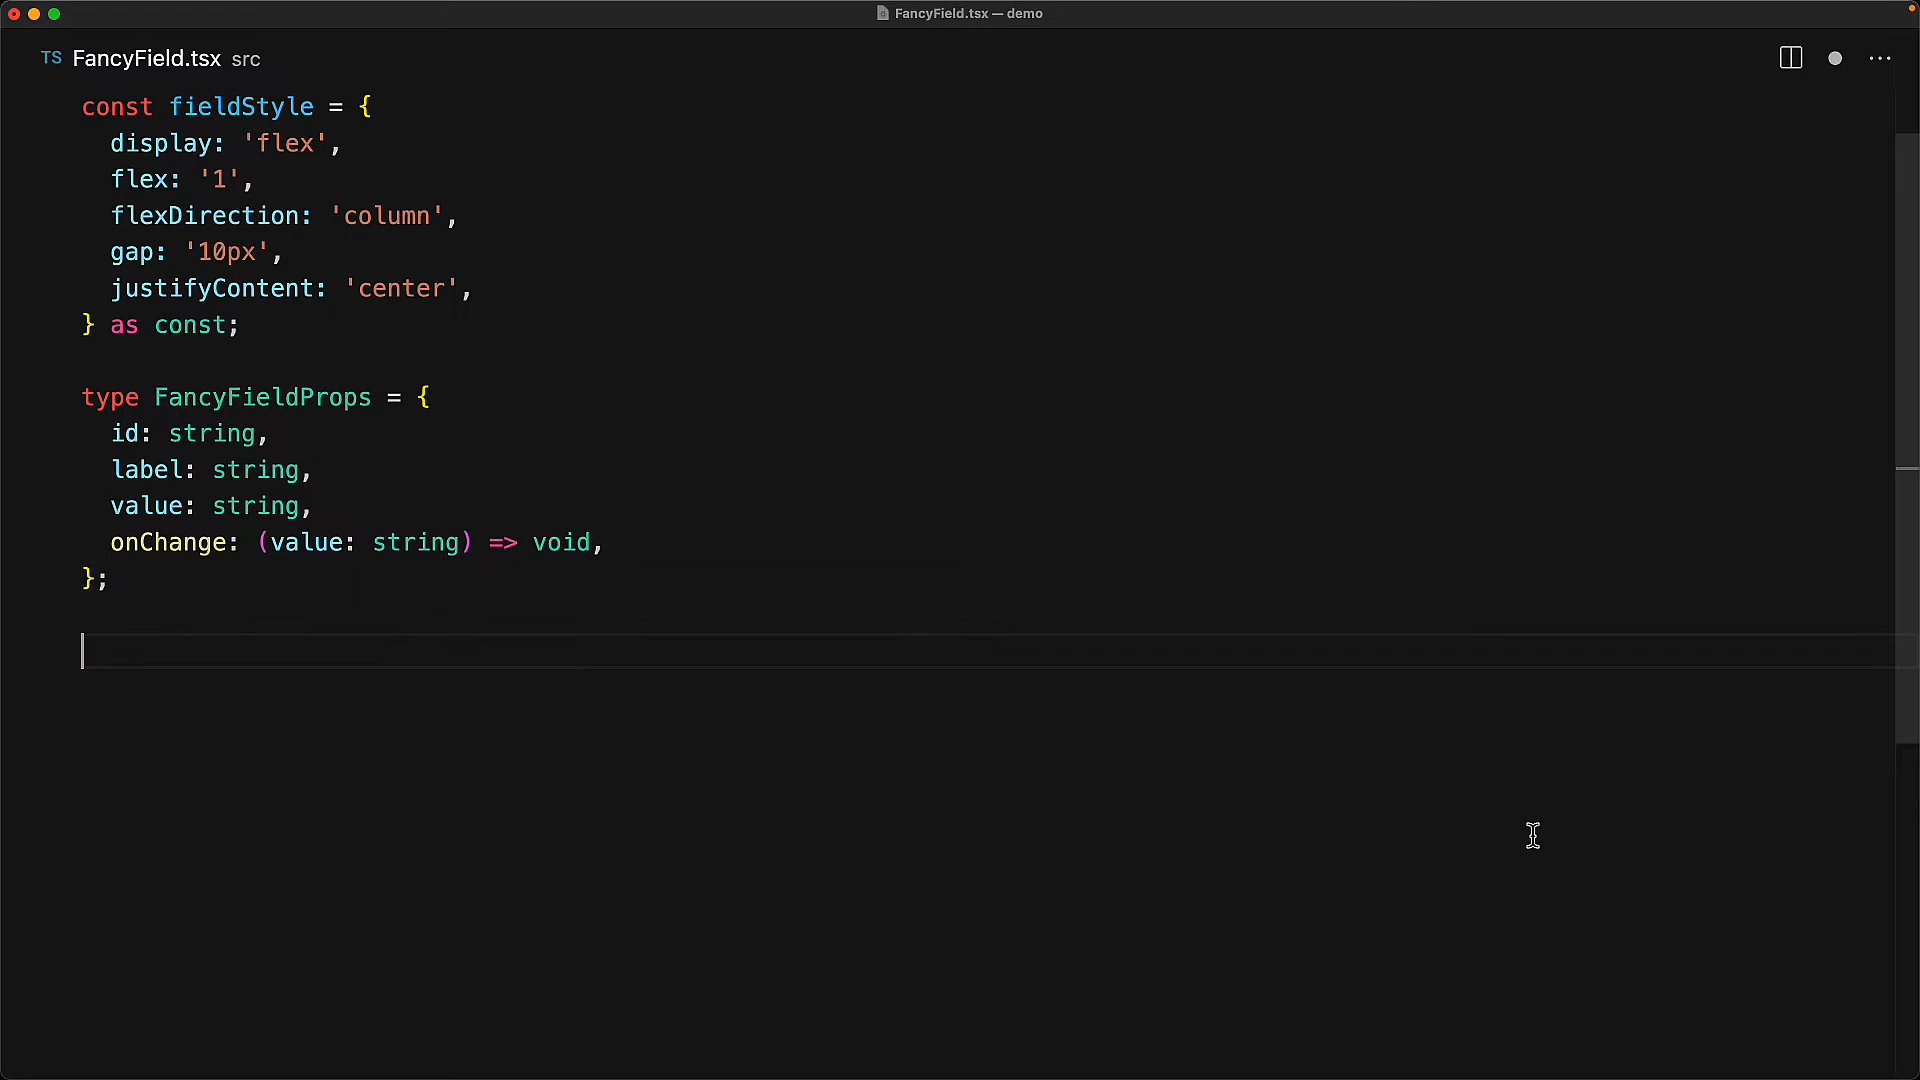 FancyField.tsx — demo
TS FancyField.tsx src
const fieldStyle = {
  display: 'flex',
  flex: '1',
  flexDirection: 'column',
  gap: '10px',
  justifyContent: 'center',
} as const;
type FancyFieldProps = {
  id: string,
  label: string,
  value: string,
  onChange: (value: string) => void,
};